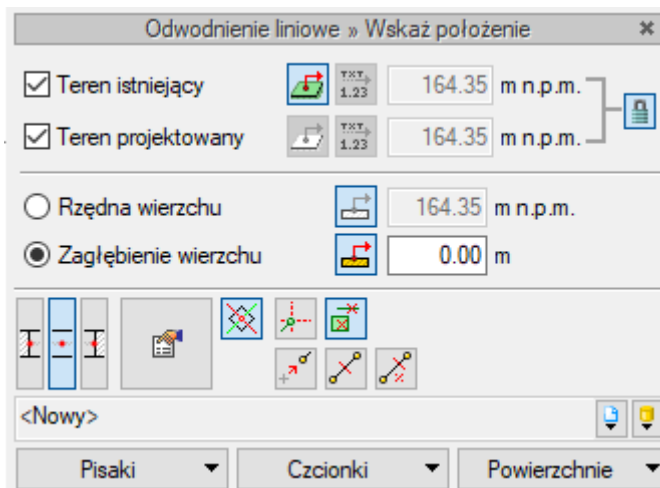 Odwodnienie liniowe » Wskaż położenie
Teren istniejący TXT 1.23 164.35 m n.p.m.
Teren projektowany TXT 1.23 164.35 m n.p.m.
Rzędna wierzchu 164.35 m n.p.m.
Zagłębienie wierzchu 0.00 m
<Nowy>
Pisaki Czcionki Powierzchnie